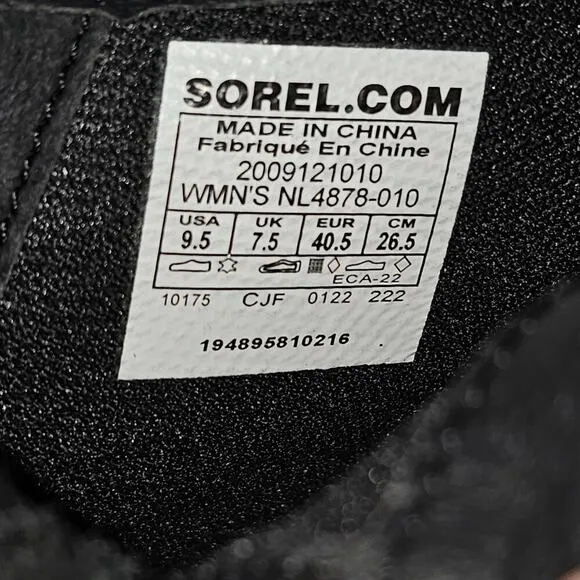 SOREL.COM
MADE IN CHINA
Fabriqué En Chine
2009121010
WMN'S NL4878-010
USA UK EUR CM
9.5 7.5 40.5 26.5
ECA-22
10175 CJF 0122 222
194895810216 .